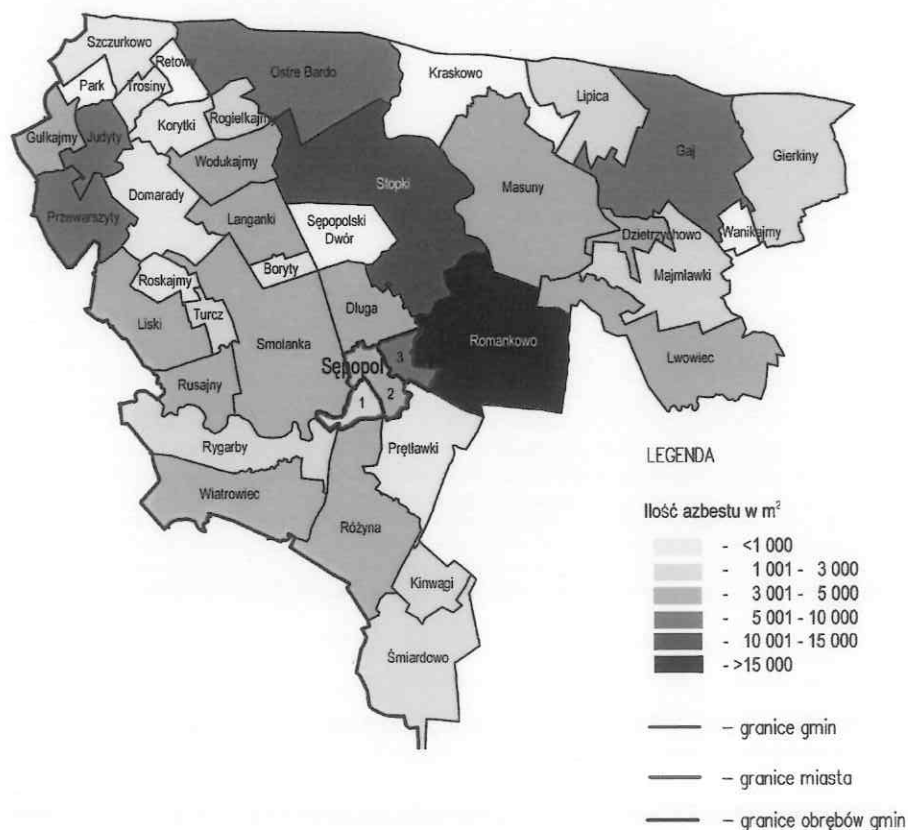 Szczurkowo
Retowy
Park
Trosiny
Ostre Bardo
Kraskowo
Lipica
Gulkajmy
Judyty
Korytki
Rogielkajmy
Gaj
Gierkiny
Wodukajmy
Domarady
Stopki
Masuny
Przewarszyty
Langanki
Sępopolski
Dwór
Dzietrzychowo
Wanikajmy
Boryty
Roskajmy
Majmławki
Turcz
Długa
Liski
Smolanka
Romankowo
Lwowiec
Sępopol
3
Rusajny
1
2
Rygarby
Prętławki
Wiatrowiec
Różyna
Kinwagi
Śmiardowo
LEGENDA
Ilość azbestu w m²
- <1 000
- 1 001 - 3 000
- 3 001 - 5 000
- 5 001 - 10 000
- 10 001 - 15 000
- >15 000
– granice gmin
– granice miasta
– granice obrębów gmin